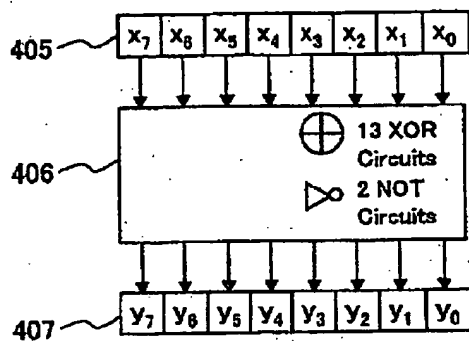 405
x₇ x₆ x₅ x₄ x₃ x₂ x₁ x₀
406
13 XOR
Circuits
2 NOT
Circuits
407
y₇ y₆ y₅ y₄ y₃ y₂ y₁ y₀